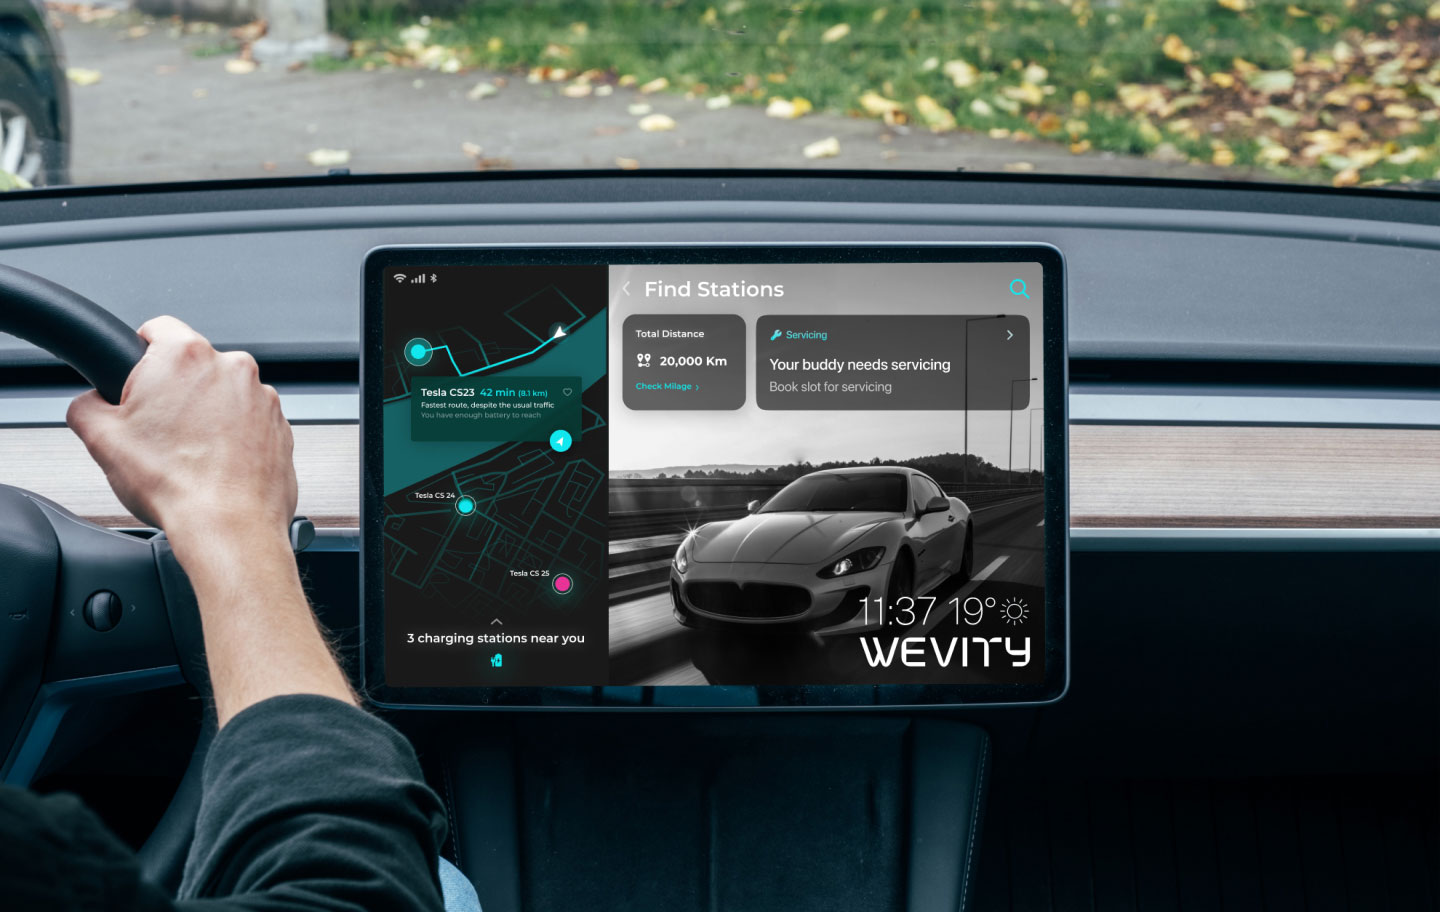 Tesla CS23 42 min (8.1 km)
Fastest route, despite the usual traffic
You have enough battery to reach
Tesla CS 24
Tesla CS 25
3 charging stations near you
Find Stations
Total Distance
20,000 Km
Check Milage
Servicing
Your buddy needs servicing
Book slot for servicing
11:37 19°
WEVITY